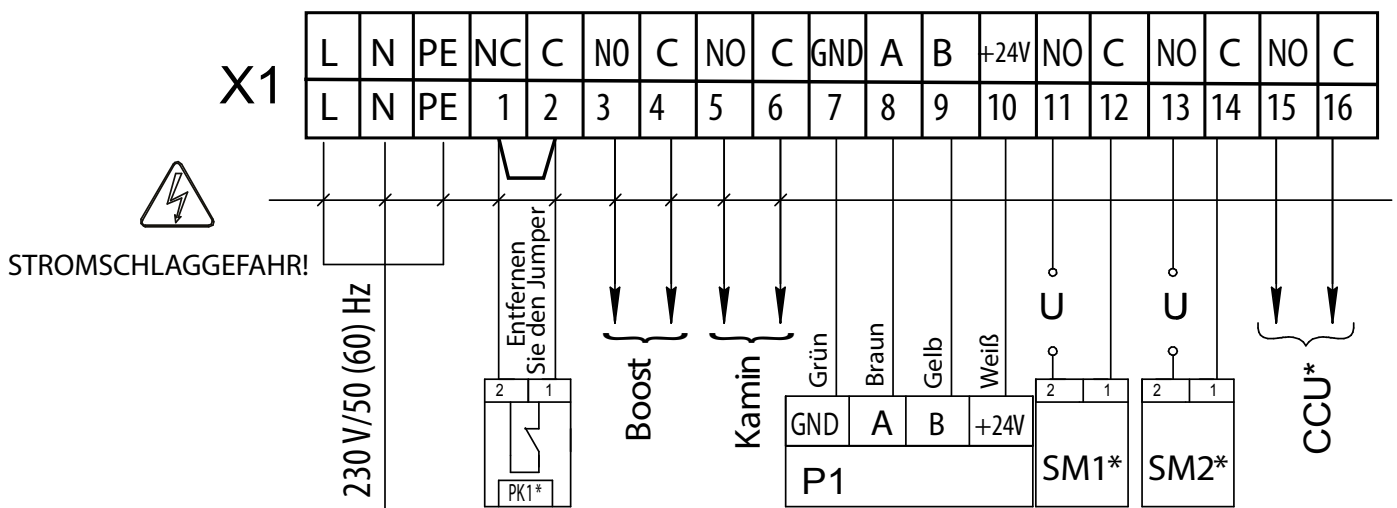 X1
L N PE NC C NO C NO C GND A B +24V NO C NO C NO C
L N PE 1 2 3 4 5 6 7 8 9 10 11 12 13 14 15 16
STROMSCHLAGGEFAHR!
230 V/50 (60) Hz
Entfernen
Sie den Jumper
2 1
PK1*
Boost
Kamin
Grün Braun Gelb Weiß
GND A B +24V
P1
U
2 1
SM1*
U
2 1
SM2*
CCU*